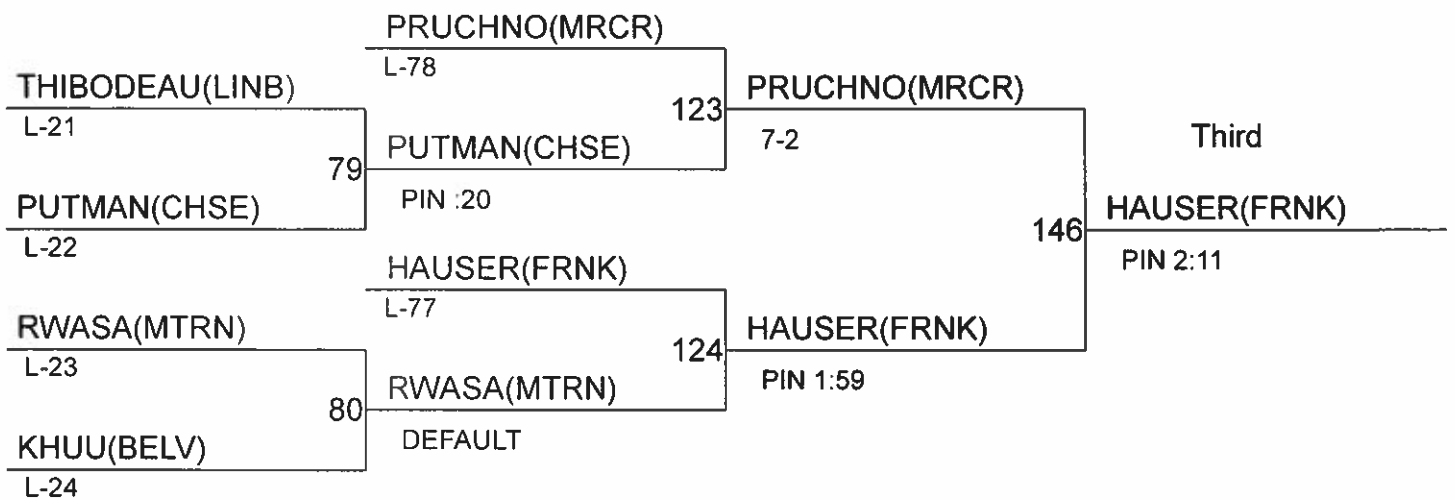 PRUCHNO(MRCR)
L-78
THIBODEAU(LINB)
L-21
123
PRUCHNO(MRCR)
7-2
Third
79
PUTMAN(CHSE)
PIN :20
PUTMAN(CHSE)
L-22
146
HAUSER(FRNK)
PIN 2:11
HAUSER(FRNK)
L-77
RWASA(MTRN)
L-23
124
HAUSER(FRNK)
PIN 1:59
80
RWASA(MTRN)
DEFAULT
KHUU(BELV)
L-24